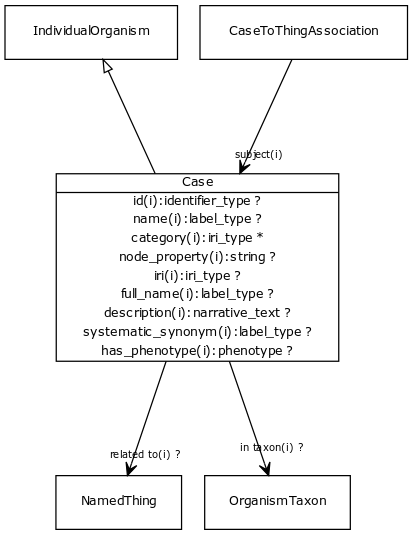 IndividualOrganism
CaseToThingAssociation
subject(i)
Case
id(i):identifier_type ?
name(i):label_type ?
category(i):iri_type *
node_property(i):string ?
iri(i):iri_type ?
full_name(i):label_type ?
description(i):narrative_text ?
systematic_synonym(i):label_type ?
has_phenotype(i):phenotype ?
related to(i) ?
in taxon(i) ?
NamedThing
OrganismTaxon